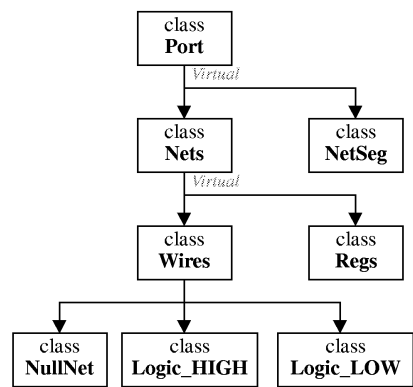 class
Port
Virtual
class
Nets
class
NetSeg
Virtual
class
Wires
class
Regs
class
NullNet
class
Logic_HIGH
class
Logic_LOW